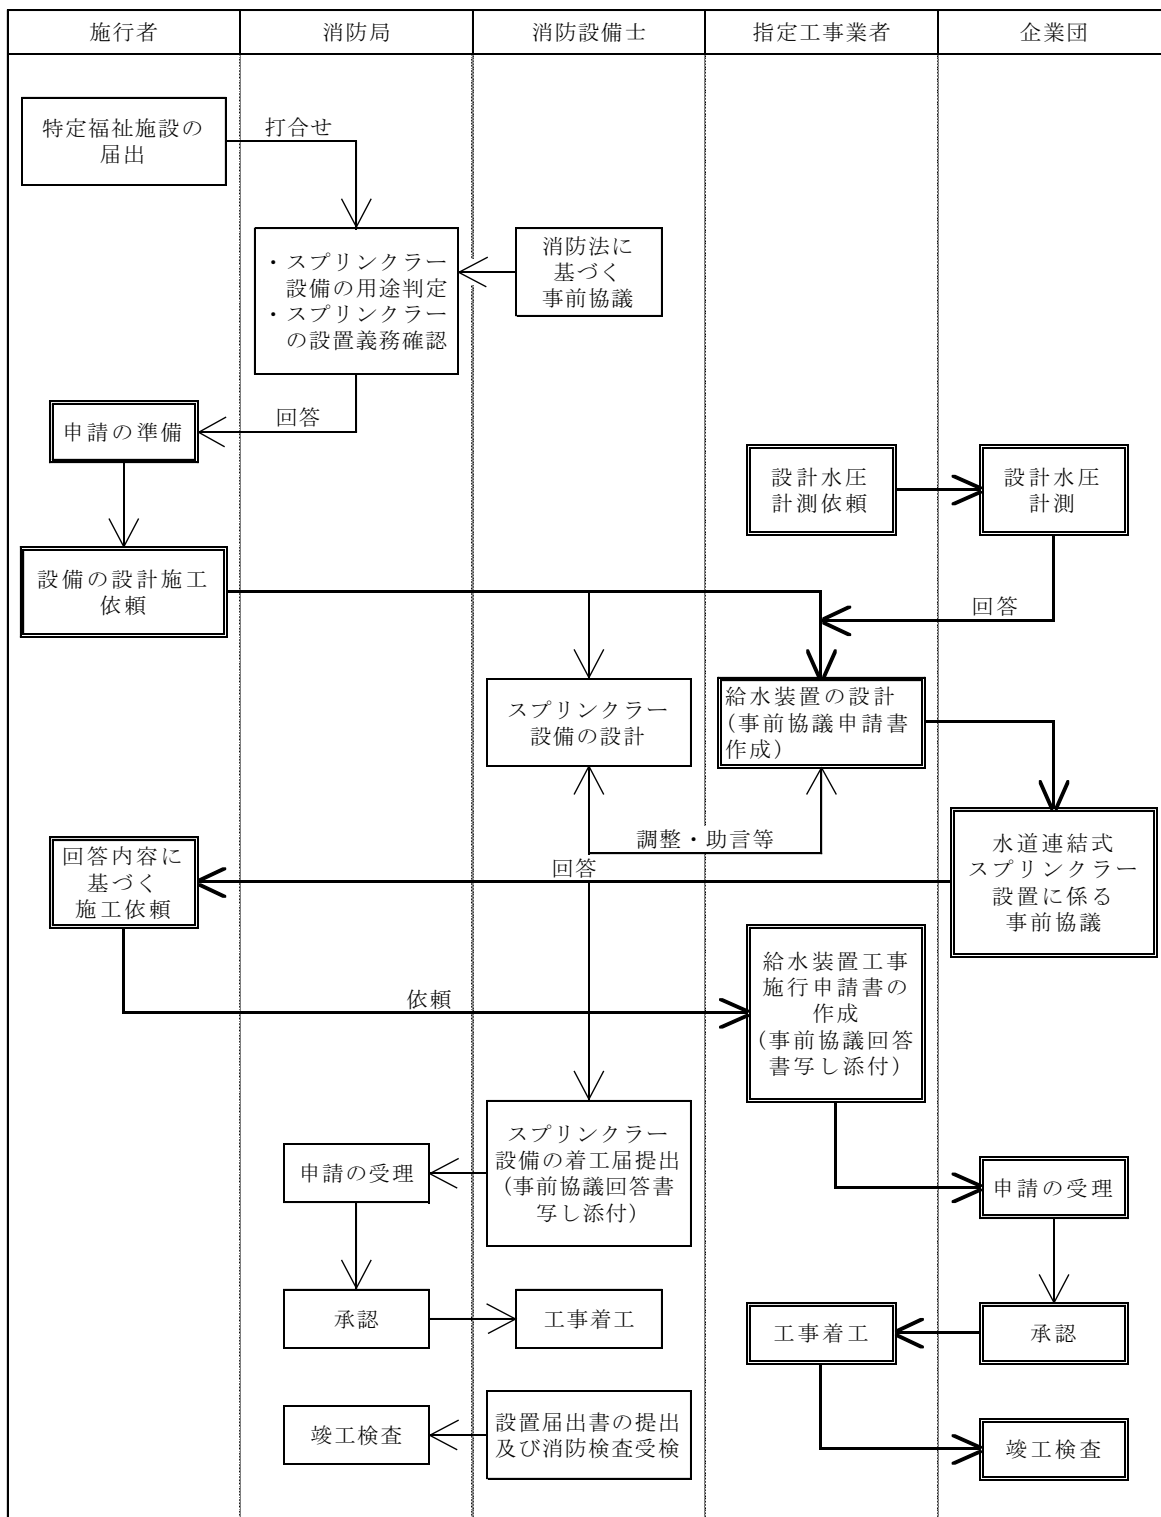 施行者
消防局
消防設備士
指定工事業者
企業団
特定福祉施設の
届出
打合せ
・スプリンクラー
設備の用途判定
・スプリンクラー
の設置義務確認
消防法に
基づく
事前協議
回答
申請の準備
設計水圧
計測依頼
設計水圧
計測
設備の設計施工
依頼
回答
スプリンクラー
設備の設計
給水装置の設計
(事前協議申請書
作成)
調整・助言等
回答
回答内容に
基づく
施工依頼
水道連結式
スプリンクラー
設置に係る
事前協議
依頼
給水装置工事
施行申請書の
作成
(事前協議回答
書写し添付)
スプリンクラー
設備の着工届提出
(事前協議回答書
写し添付)
申請の受理
申請の受理
承認
工事着工
工事着工
承認
竣工検査
設置届出書の提出
及び消防検査受検
竣工検査